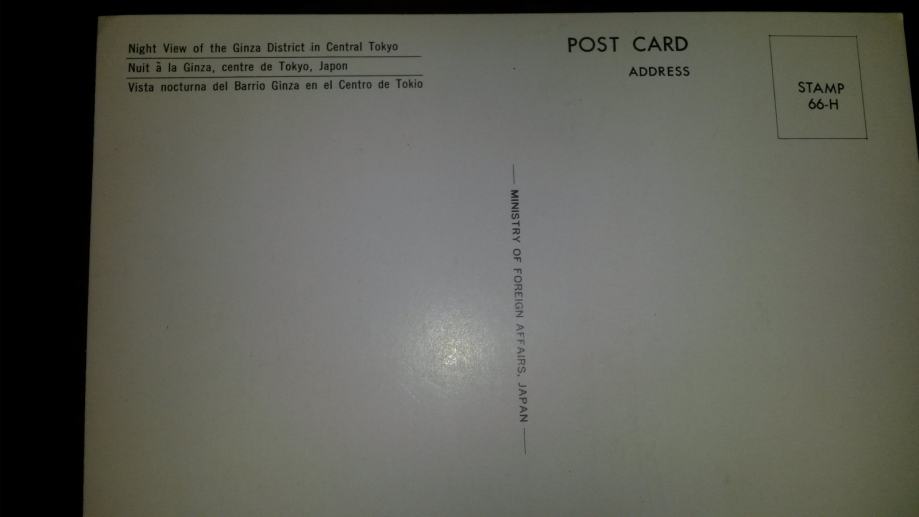 Night View of the Ginza District in Central Tokyo
Nuit à la Ginza, centre de Tokyo, Japon
Vista nocturna del Barrio Ginza en el Centro de Tokio
POST CARD
ADDRESS
STAMP
66-H
MINISTRY OF FOREIGN AFFAIRS, JAPAN